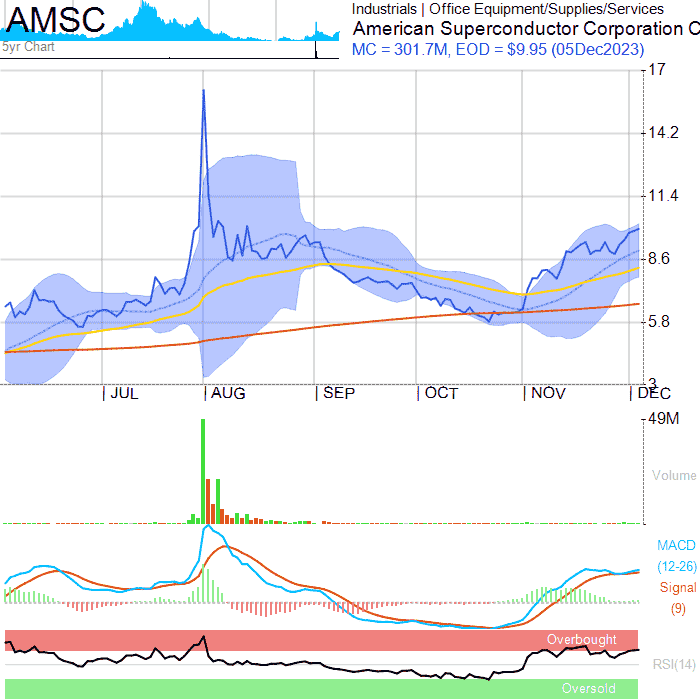 AMSC
5yr Chart
Industrials | Office Equipment/Supplies/Services
American Superconductor Corporation C
MC = 301.7M, EOD = $9.95 (05Dec2023)
17
14.2
11.4
8.6
5.8
3
JUL
AUG
SEP
OCT
NOV
DEC
49M
Volume
MACD
(12-26)
Signal
(9)
Overbought
RSI(14)
Oversold